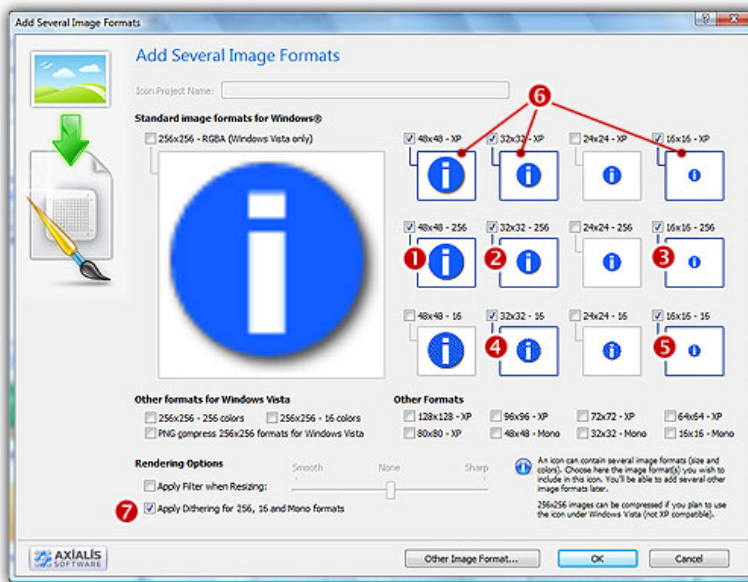 Add Several Image Formats
Add Several Image Formats
Icon Project Name:
Standard image formats for Windows®
256x256 - RGBA (Windows Vista only)
48x48 - XP
32x32 - XP
24x24 - XP
16x16 - XP
6
48x48 - 256
32x32 - 256
24x24 - 256
16x16 - 256
1
2
3
48x48 - 16
32x32 - 16
24x24 - 16
16x16 - 16
4
5
Other formats for Windows Vista
256x256 - 256 colors
256x256 - 16 colors
PNG compress 256x256 formats for Windows Vista
Other Formats
128x128 - XP
96x96 - XP
72x72 - XP
64x64 - XP
80x80 - XP
48x48 - Mono
32x32 - Mono
16x16 - Mono
Rendering Options
Smooth
None
Sharp
Apply Filter when Resizing:
7
Apply Dithering for 256, 16 and Mono formats
An icon can contain several image formats (size and
colors). Choose here the image format(s) you wish to
include in this icon. You'll be able to add several other
image formats later.
256x256 images can be compressed if you plan to use
the icon under Windows Vista (not XP compatible).
AXIALIS
SOFTWARE
Other Image Format...
OK
Cancel